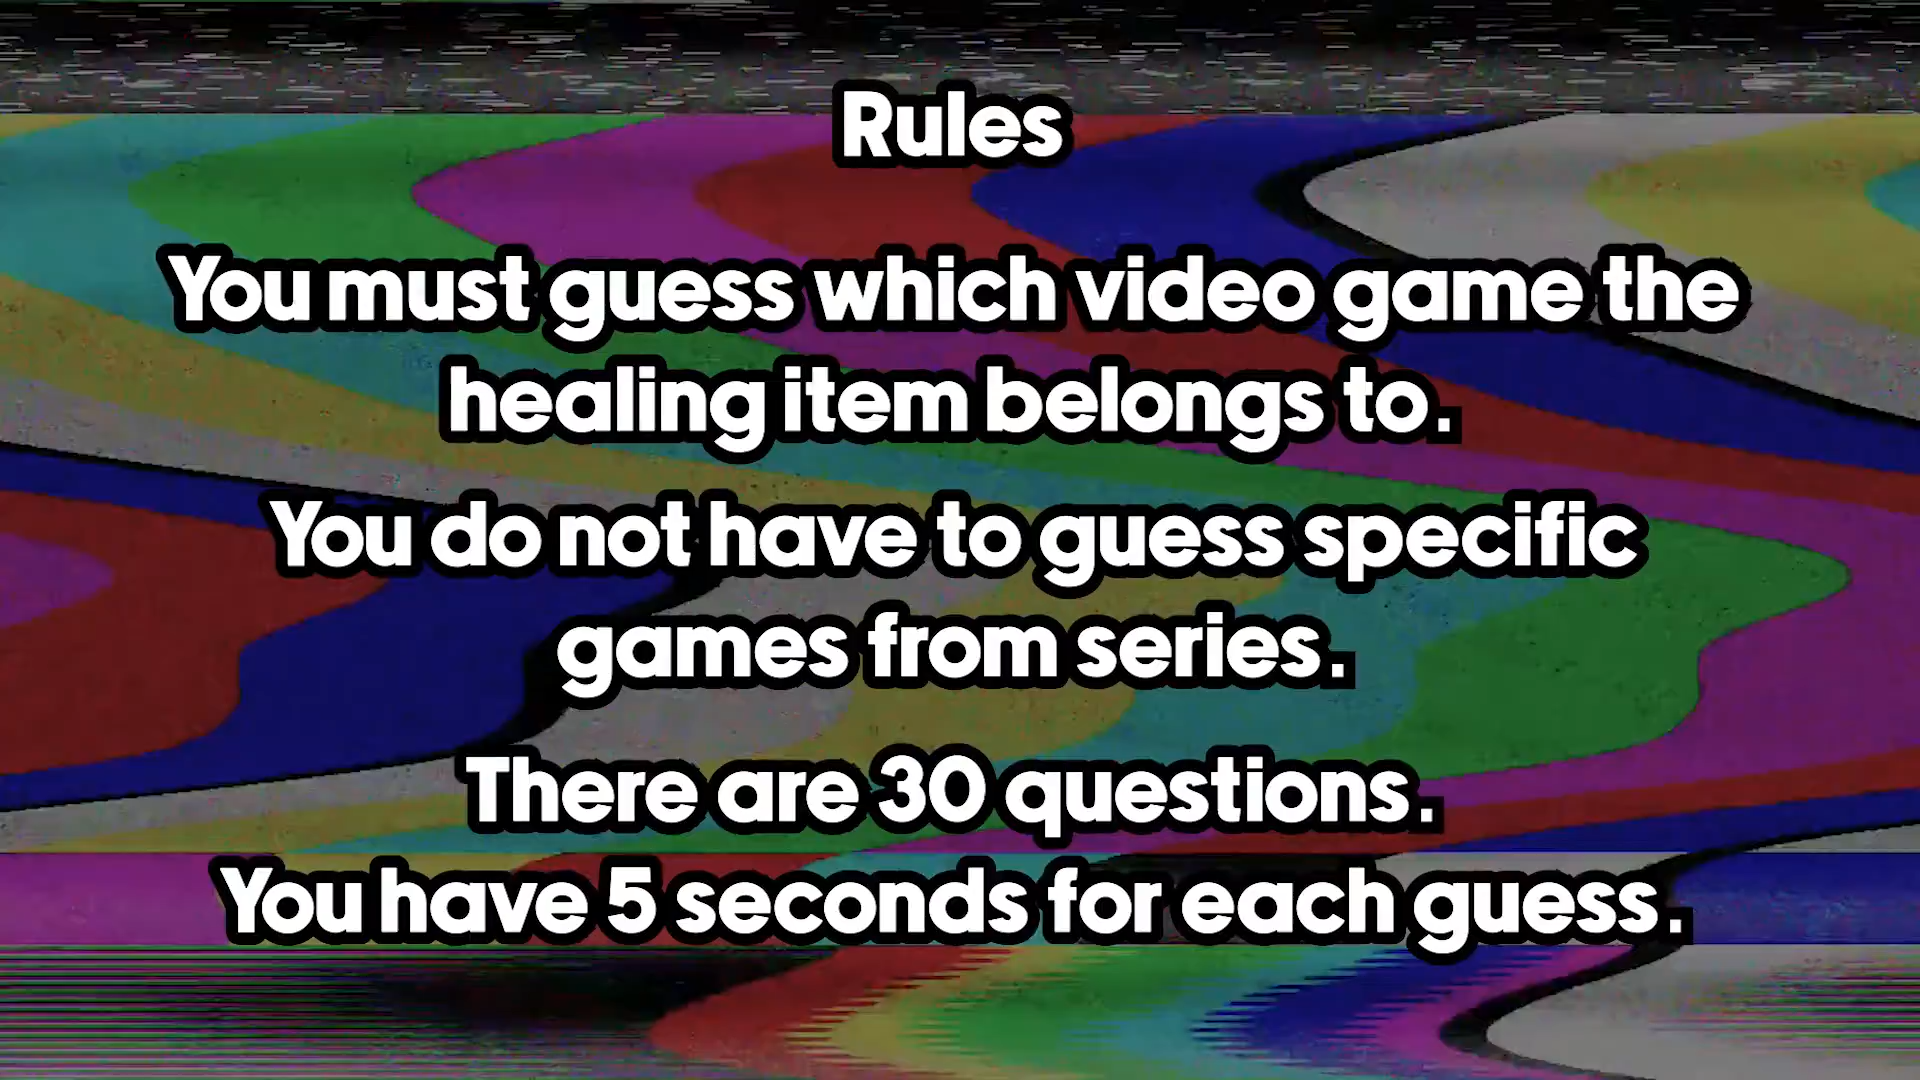 Rules
You must guess which video game the
healing item belongs to.
You do not have to guess specific
games from series.
There are 30 questions.
You have 5 seconds for each guess.